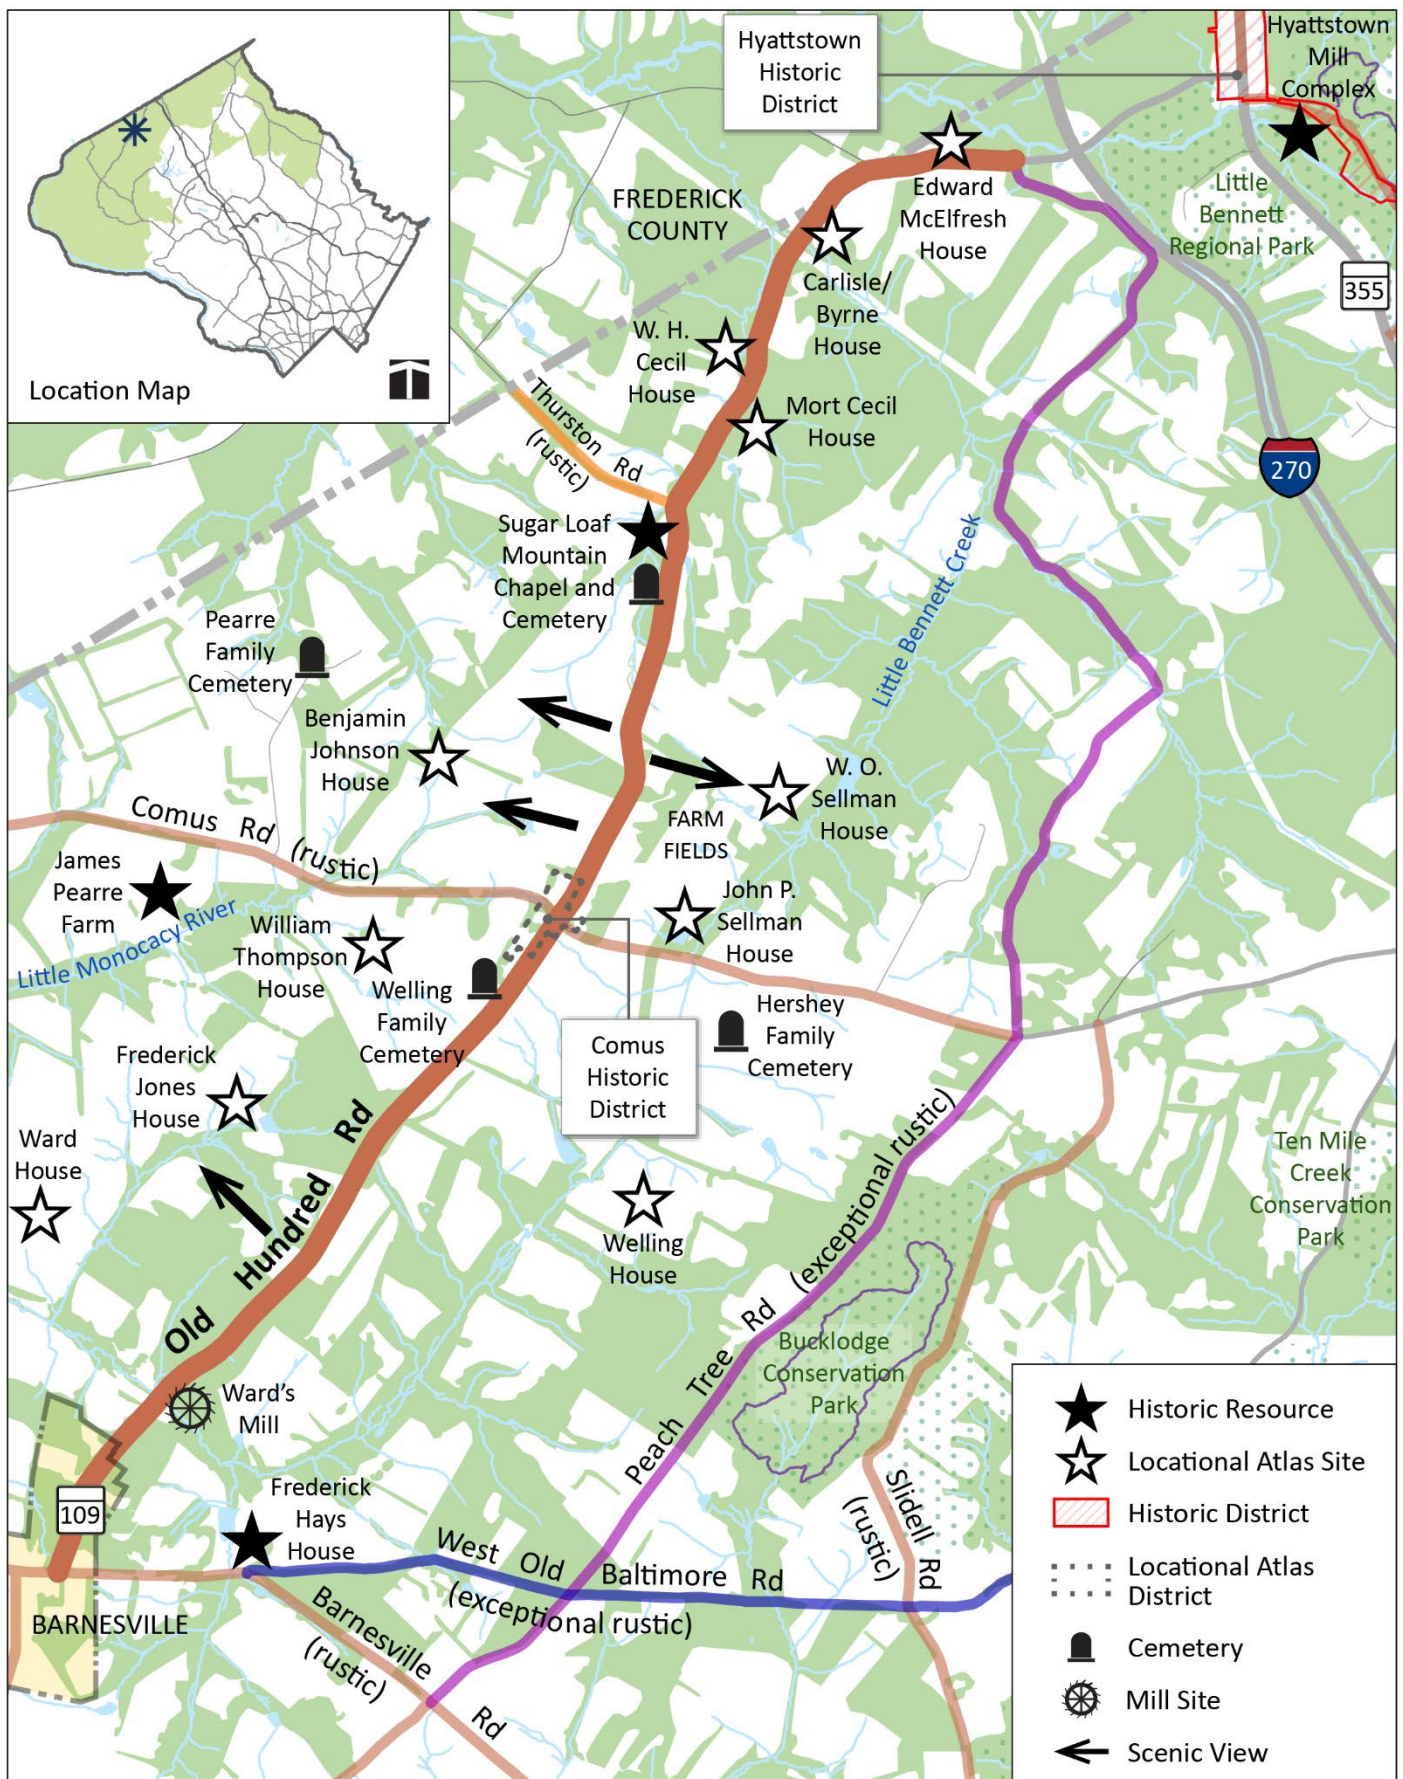 Location Map
Hyattstown
Historic
District
Hyattstown
Mill
Complex
Little
Bennett
Regional Park
355
270
FREDERICK
COUNTY
Edward
McElfresh
House
Carlisle/
Byrne
House
W. H.
Cecil
House
Mort Cecil
House
Thurston Rd
(rustic)
Sugar Loaf
Mountain
Chapel and
Cemetery
Little Bennett Creek
Pearre
Family
Cemetery
Benjamin
Johnson
House
W. O.
Sellman
House
FARM
FIELDS
Comus Rd (rustic)
James
Pearre
Farm
Little Monocacy River
William
Thompson
House
John P.
Sellman
House
Welling
Family
Cemetery
Hershey
Family
Cemetery
Comus
Historic
District
Frederick
Jones
House
Ward
House
Old Hundred Rd
Welling
House
Peach Tree Rd (exceptional rustic)
Ten Mile
Creek
Conservation
Park
Bucklodge
Conservation
Park
Ward's
Mill
109
Frederick
Hays
House
West Old Baltimore Rd
(exceptional rustic)
Slidell Rd
(rustic)
BARNESVILLE
Barnesville Rd
(rustic)
Historic Resource
Locational Atlas Site
Historic District
Locational Atlas
District
Cemetery
Mill Site
Scenic View